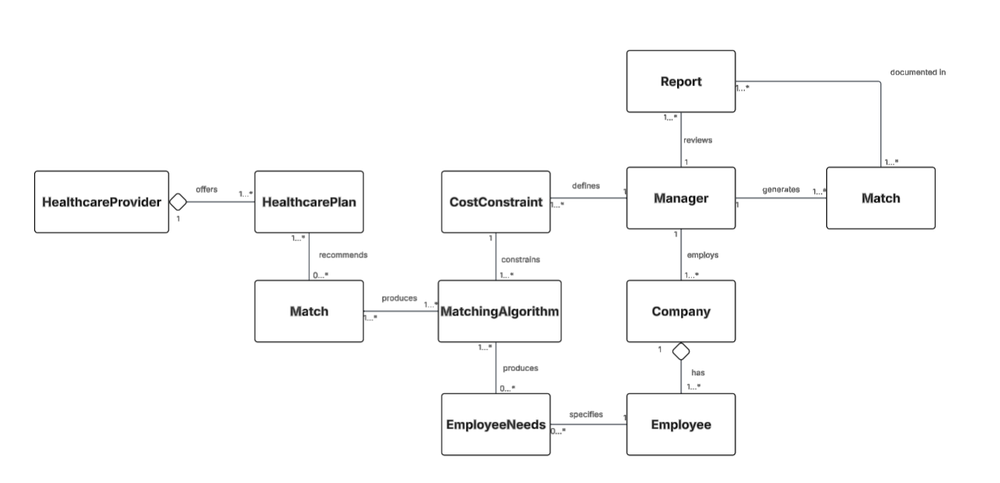 documented in
Report
1...*
1...*
reviews
1
1...*
HealthcareProvider
offers
1...*
1
HealthcarePlan
CostConstraint
defines
1
1...*
Manager
generates
1...*
1
Match
1...*
recommends
0...*
1
constrains
1...*
1
employs
1...*
Match
produces
1...*
1...*
MatchingAlgorithm
Company
1...*
produces
0...*
1
has
1...*
EmployeeNeeds
specifies
1
0...*
Employee